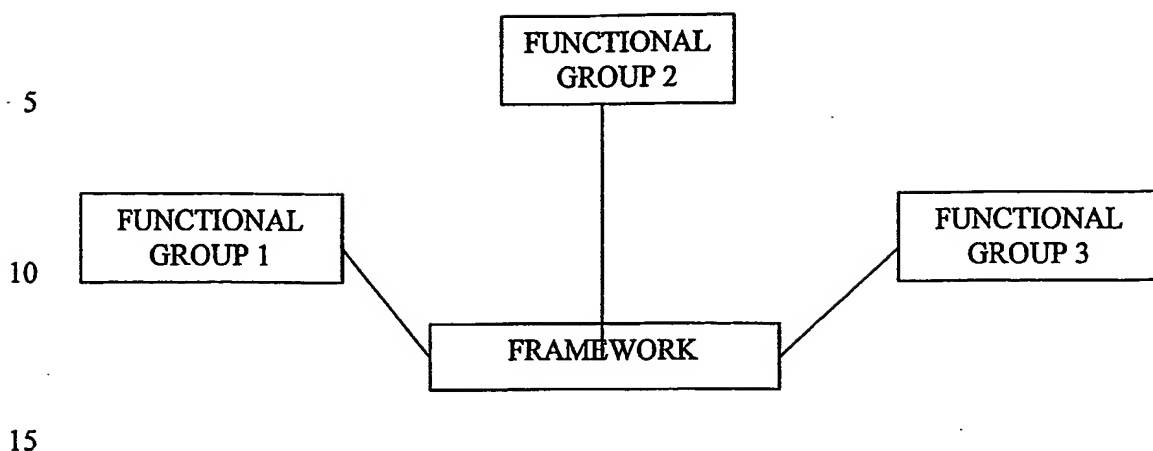 FUNCTIONAL
GROUP 2
5
FUNCTIONAL
GROUP 1
FUNCTIONAL
GROUP 3
10
FRAMEWORK
15